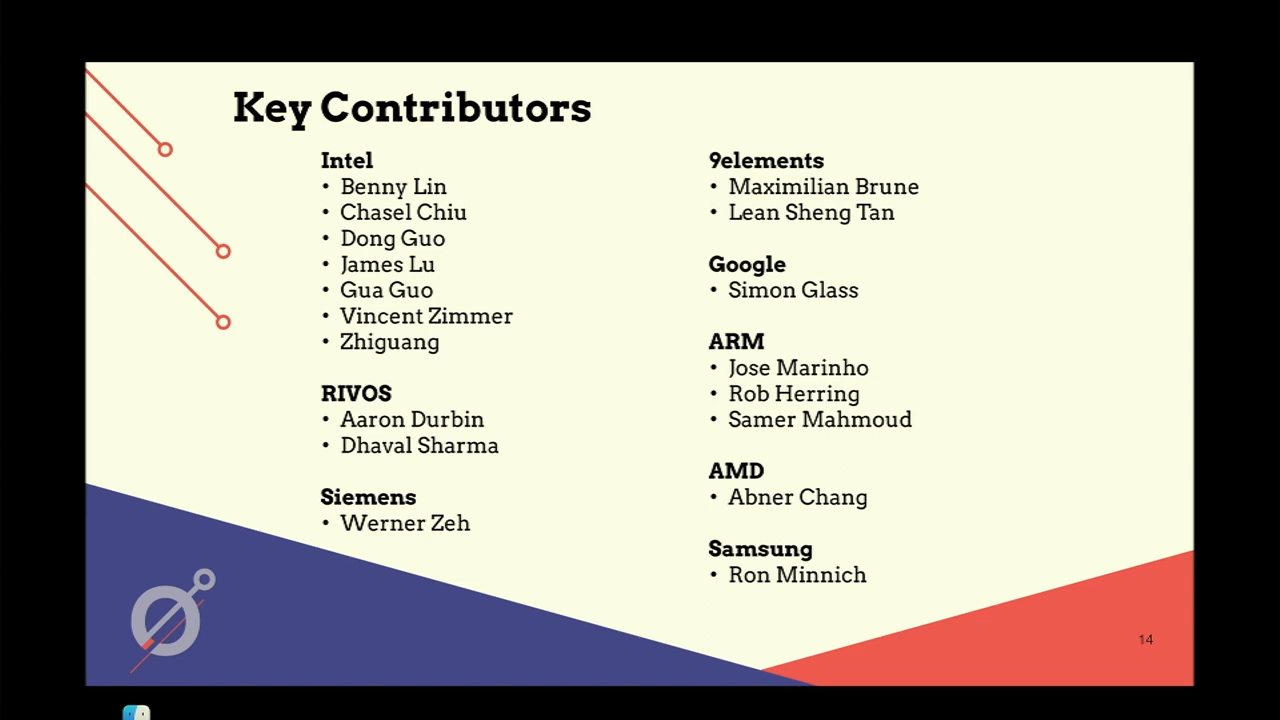 Key Contributors
Intel
• Benny Lin
• Chasel Chiu
• Dong Guo
• James Lu
• Gua Guo
• Vincent Zimmer
• Zhiguang
RIVOS
• Aaron Durbin
• Dhaval Sharma
Siemens
• Werner Zeh
9elements
• Maximilian Brune
• Lean Sheng Tan
Google
• Simon Glass
ARM
• Jose Marinho
• Rob Herring
• Samer Mahmoud
AMD
• Abner Chang
Samsung
• Ron Minnich
14